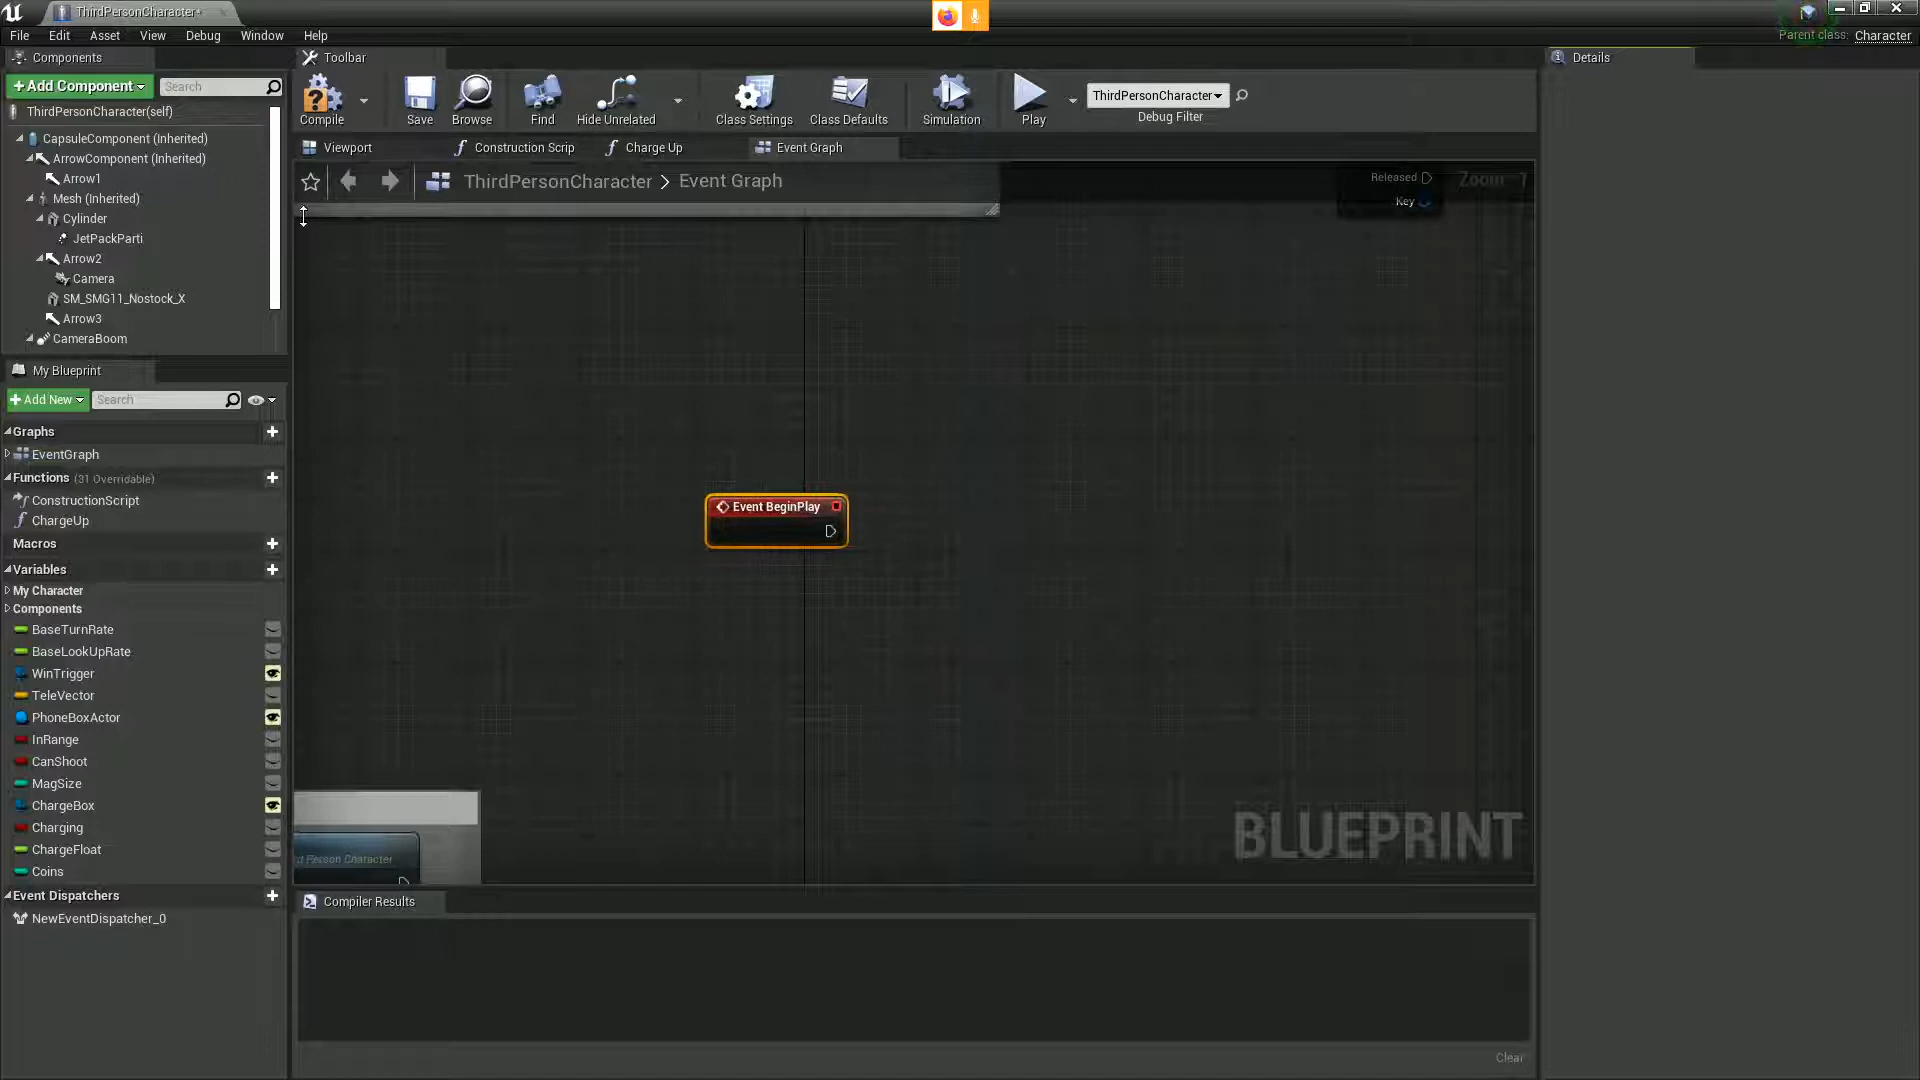 ThirdPersonCharacter*
File Edit Asset View Debug Window Help
Parent class: Character
Components
+Add Component
Search
ThirdPersonCharacter(self)
CapsuleComponent (Inherited)
ArrowComponent (Inherited)
Arrow1
Mesh (Inherited)
Cylinder
JetPackParti
Arrow2
Camera
SM_SMG11_Nostock_X
Arrow3
CameraBoom
My Blueprint
+Add New
Search
Graphs
EventGraph
Functions (31 Overridable)
ConstructionScript
ChargeUp
Macros
Variables
My Character
Components
BaseTurnRate
BaseLookUpRate
WinTrigger
TeleVector
PhoneBoxActor
InRange
CanShoot
MagSize
ChargeBox
Charging
ChargeFloat
Coins
Event Dispatchers
NewEventDispatcher_0
Toolbar
Compile
Save
Browse
Find
Hide Unrelated
Class Settings
Class Defaults
Simulation
Play
ThirdPersonCharacter
Debug Filter
Viewport
Construction Scrip
Charge Up
Event Graph
ThirdPersonCharacter > Event Graph
Released
Key
Zoom -1
Event BeginPlay
Person Character
BLUEPRINT
Compiler Results
Clear
Details